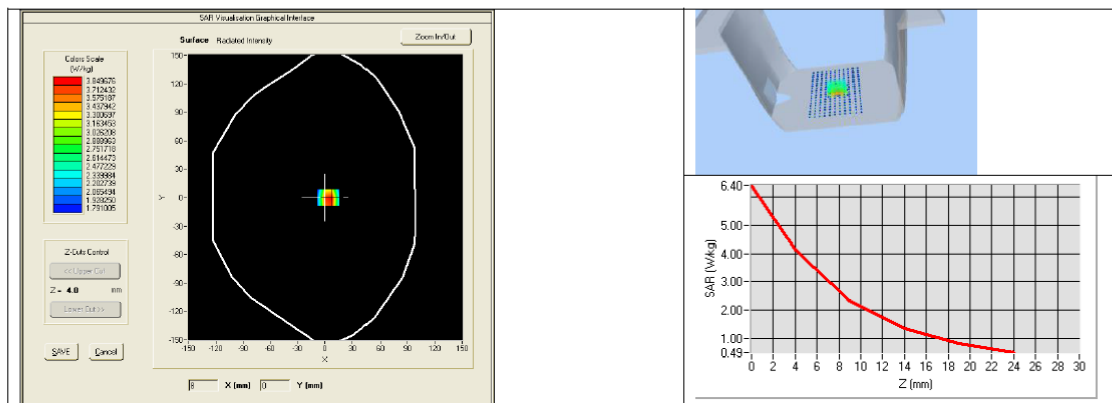 SAR Visualisation Graphical Interface
Surface Radiated Intensity
Zoom In/Out
Colors Scale
(W/kg)
3.849676
3.712432
3.575187
3.437942
3.300697
3.163453
3.026208
2.888963
2.751718
2.614473
2.477229
2.339984
2.202739
2.065494
1.928250
1.791005
Z-Cuts Control
<< Upper Cut
Z = 4.0 mm
Lower Cut >>
SAVE Cancel
150
120
90
60
30
Y 0
-30
-60
-90
-120
-150
-150 -120 -90 -60 -30 0 30 60 90 120 150
X
8 X (mm) 0 Y (mm)
6.40
5.00
4.00
3.00
2.00
1.00
0.49
SAR (W/kg)
0 2 4 6 8 10 12 14 16 18 20 22 24 26 28 30
Z (mm)